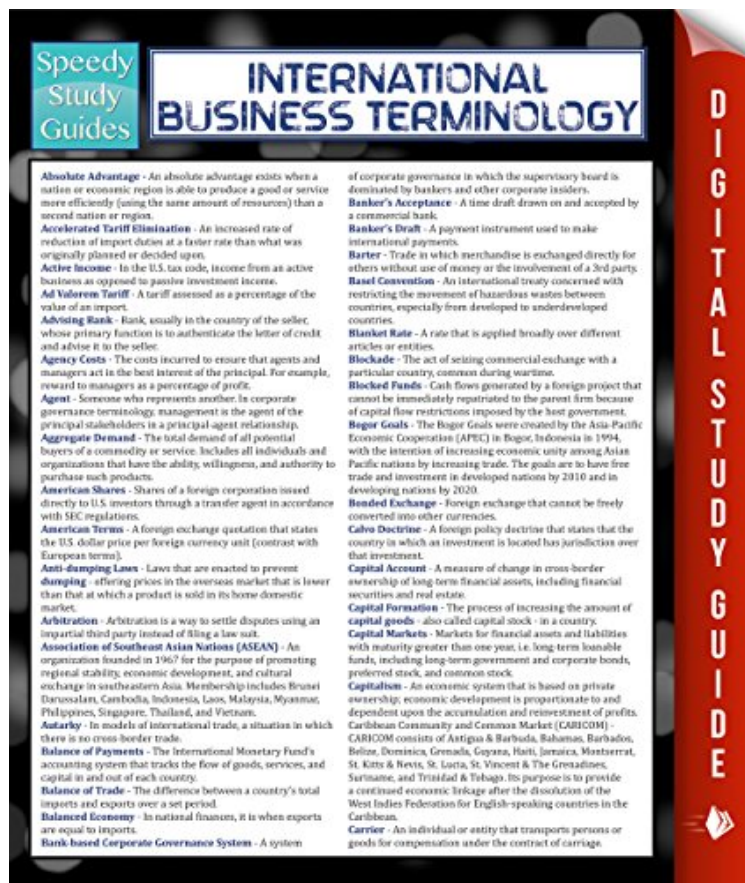 Speedy
Study
Guides
INTERNATIONAL
BUSINESS TERMINOLOGY
Absolute Advantage - An absolute advantage exists when a
nation or economic region is able to produce a good or service
more efficiently (using the same amount of resources) than a
second nation or region.
Accelerated Tariff Elimination - An increased rate of
reduction of import duties at a faster rate than what was
originally planned or decided upon.
Active Income - In the U.S. tax code, income from an active
business as opposed to passive investment income.
Ad Valorem Tariff - A tariff assessed as a percentage of the
value of an import.
Advising Bank - Bank, usually in the country of the seller,
whose primary function is to authenticate the letter of credit
and advise it to the seller.
Agency Costs - The costs incurred to ensure that agents and
managers act in the best interest of the principal. For example,
reward to managers as a percentage of profit.
Agent - Someone who represents another. In corporate
governance terminology, management is the agent of the
principal stakeholders in a principal-agent relationship.
Aggregate Demand - The total demand of all potential
buyers of a commodity or service. Includes all individuals and
organizations that have the ability, willingness, and authority to
purchase such products.
American Shares - Shares of a foreign corporation issued
directly to U.S. investors through a transfer agent in accordance
with SEC regulations.
American Terms - A foreign exchange quotation that states
the U.S. dollar price per foreign currency unit (contrast with
European terms).
Anti-dumping Laws - Laws that are enacted to prevent
dumping - offering prices in the overseas market that is lower
than that at which a product is sold in its home domestic
market.
Arbitration - Arbitration is a way to settle disputes using an
impartial third party instead of filing a law suit.
Association of Southeast Asian Nations (ASEAN) - An
organization founded in 1967 for the purpose of promoting
regional stability, economic development, and cultural
exchange in southeastern Asia. Membership includes Brunei
Darussalam, Cambodia, Indonesia, Laos, Malaysia, Myanmar,
Philippines, Singapore, Thailand, and Vietnam.
Autarky - In models of international trade, a situation in which
there is no cross-border trade.
Balance of Payments - The International Monetary Fund's
accounting system that tracks the flow of goods, services, and
capital in and out of each country.
Balance of Trade - The difference between a country's total
imports and exports over a set period.
Balanced Economy - In national finances, it is when exports
are equal to imports.
Bank-based Corporate Governance System - A system
of corporate governance in which the supervisory board is
dominated by bankers and other corporate insiders.
Banker's Acceptance - A time draft drawn on and accepted by
a commercial bank.
Banker's Draft - A payment instrument used to make
international payments.
Barter - Trade in which merchandise is exchanged directly for
others without use of money or the involvement of a 3rd party.
Basel Convention - An international treaty concerned with
restricting the movement of hazardous wastes between
countries, especially from developed to underdeveloped
countries.
Blanket Rate - A rate that is applied broadly over different
articles or entities.
Blockade - The act of seizing commercial exchange with a
particular country, common during wartime.
Blocked Funds - Cash flows generated by a foreign project that
cannot be immediately repatriated to the parent firm because
of capital flow restrictions imposed by the host government.
Bogor Goals - The Bogor Goals were created by the Asia-Pacific
Economic Cooperation (APEC) in Bogor, Indonesia in 1994,
with the intention of increasing economic unity among Asian
Pacific nations by increasing trade. The goals are to have free
trade and investment in developed nations by 2010 and in
developing nations by 2020.
Bonded Exchange - Foreign exchange that cannot be freely
converted into other currencies.
Calvo Doctrine - A foreign policy doctrine that states that the
country in which an investment is located has jurisdiction over
that investment.
Capital Account - A measure of change in cross-border
ownership of long-term financial assets, including financial
securities and real estate.
Capital Formation - The process of increasing the amount of
capital goods - also called capital stock - in a country.
Capital Markets - Markets for financial assets and liabilities
with maturity greater than one year, i.e. long-term loanable
funds, including long-term government and corporate bonds,
preferred stock, and common stock.
Capitalism - An economic system that is based on private
ownership; economic development is proportionate to and
dependent upon the accumulation and reinvestment of profits.
Caribbean Community and Common Market (CARICOM) -
CARICOM consists of Antigua & Barbuda, Bahamas, Barbados,
Belize, Dominica, Grenada, Guyana, Haiti, Jamaica, Montserrat,
St. Kitts & Nevis, St. Lucia, St. Vincent & The Grenadines,
Suriname, and Trinidad & Tobago. Its purpose is to provide
a continued economic linkage after the dissolution of the
West Indies Federation for English-speaking countries in the
Caribbean.
Carrier - An individual or entity that transports persons or
goods for compensation under the contract of carriage.
DIGITAL STUDY GUIDE